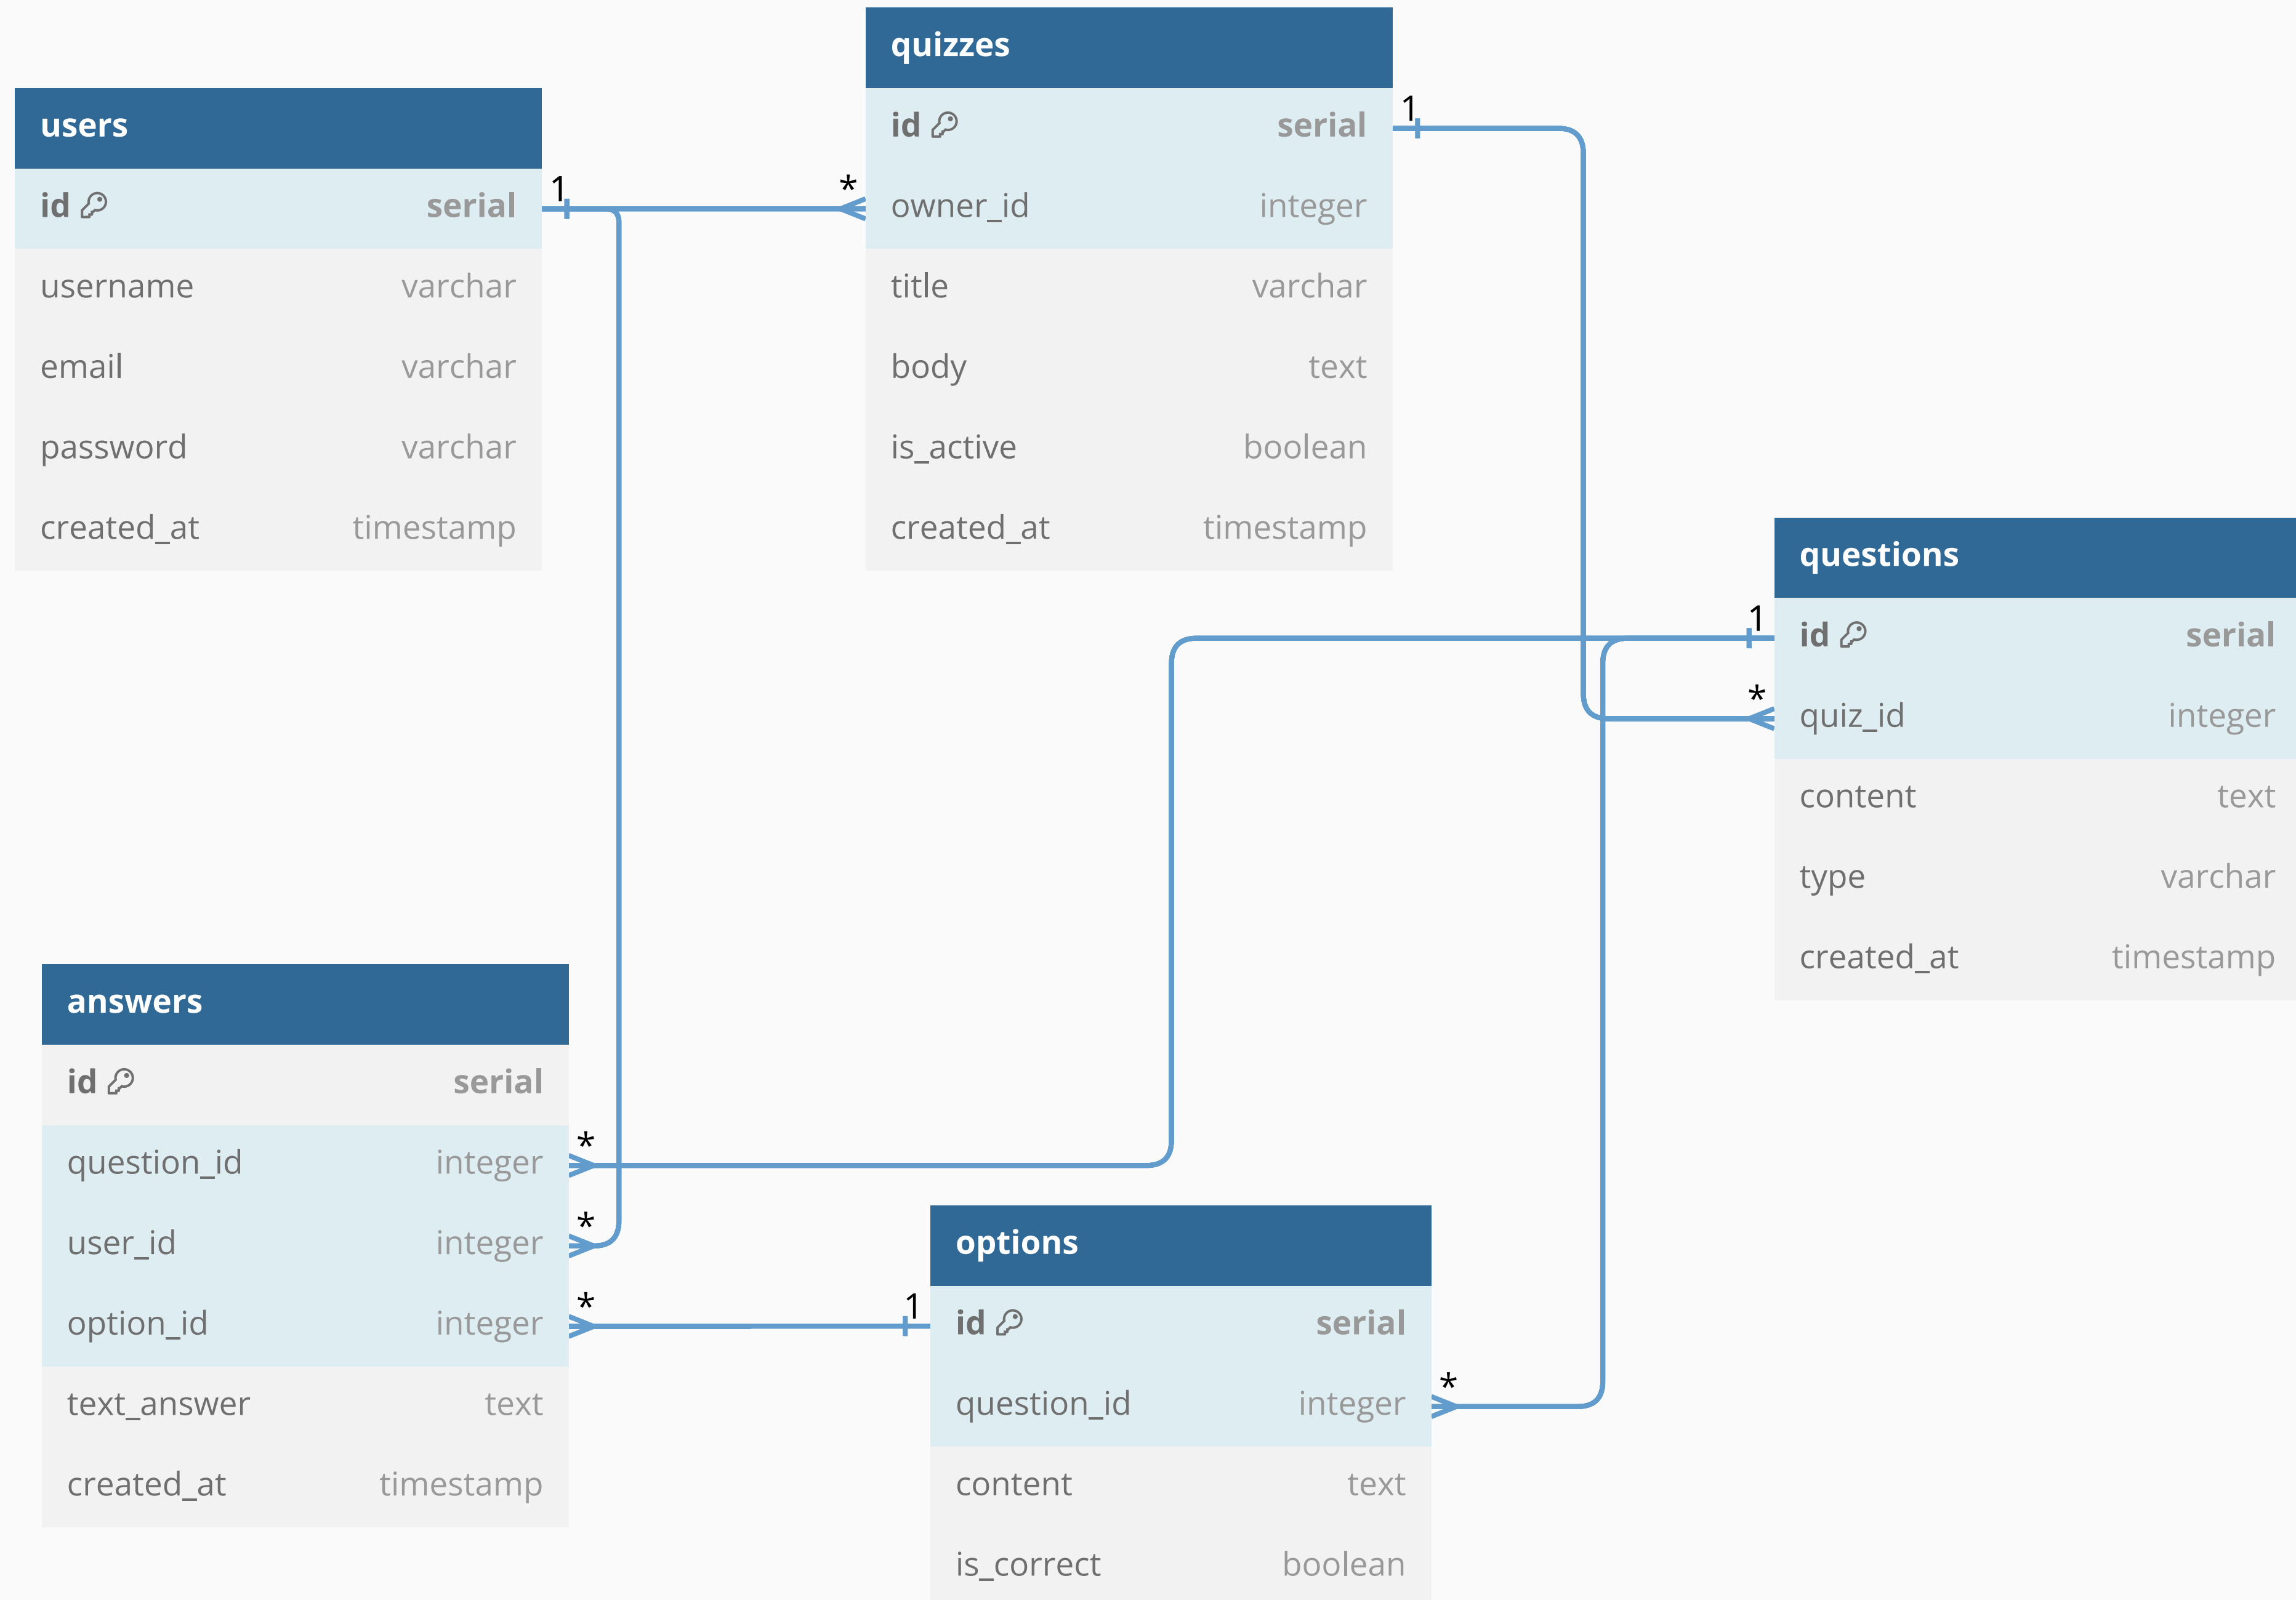 quizzes
id serial
owner_id integer
title varchar
body text
is_active boolean
created_at timestamp
users
id serial
username varchar
email varchar
password varchar
created_at timestamp
1
*
1
questions
id serial
quiz_id integer
content text
type varchar
created_at timestamp
1
*
answers
id serial
question_id integer
user_id integer
option_id integer
text_answer text
created_at timestamp
*
*
*
1
options
id serial
question_id integer
content text
is_correct boolean
*